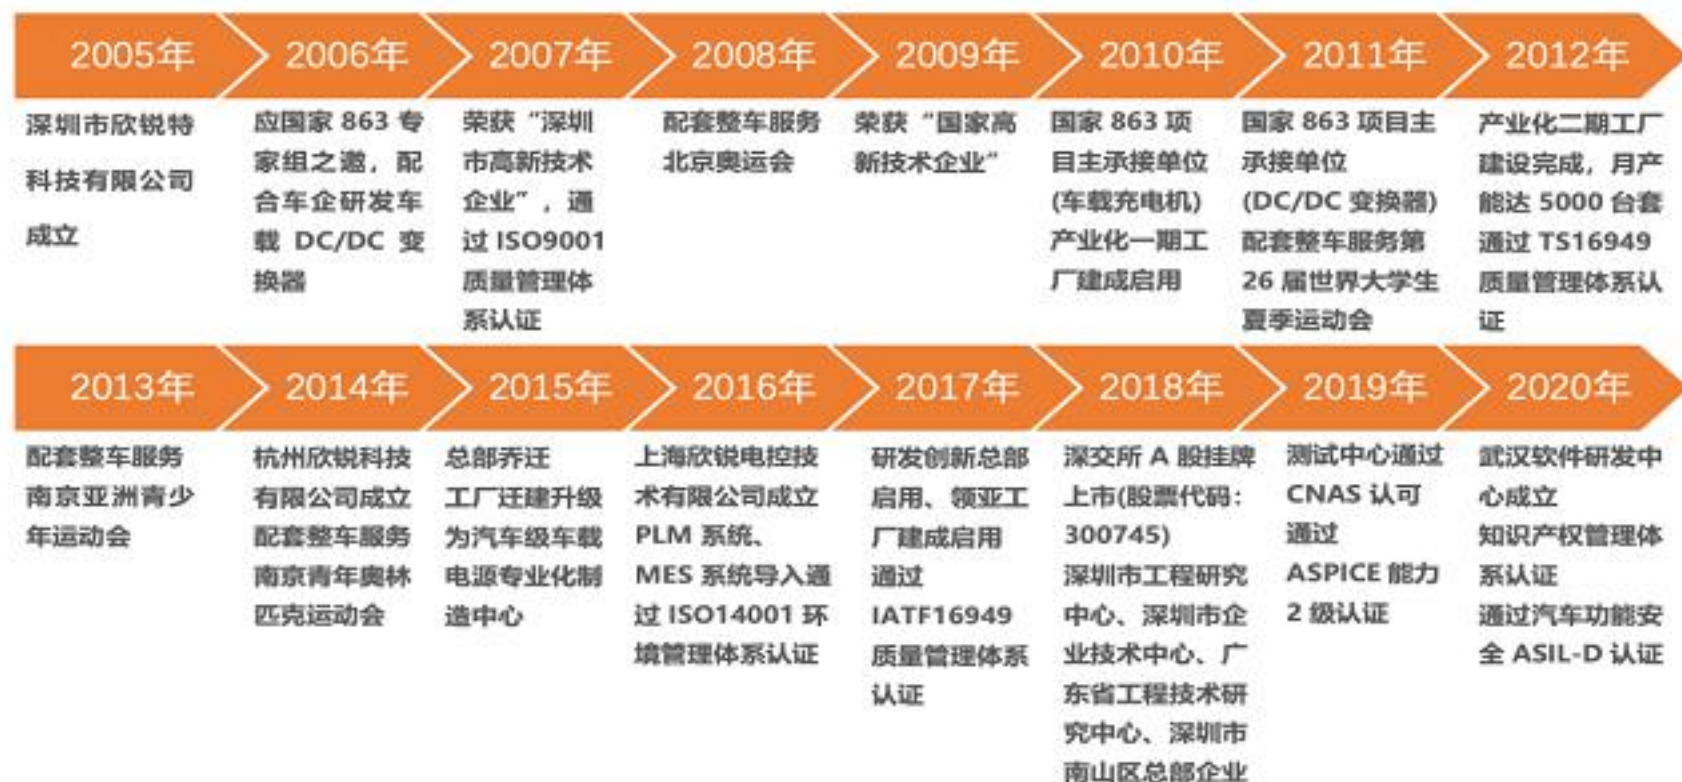 2005年
深圳市欣锐特
科技有限公司
成立
2006年
应国家 863 专
家组之邀，配
合车企研发车
载 DC/DC 变
换器
2007年
荣获“深圳
市高新技术
企业”，通
过 ISO9001
质量管理体
系认证
2008年
配套整车服务
北京奥运会
2009年
荣获“国家高
新技术企业”
2010年
国家 863 项
目主承接单位
(车载充电机)
产业化一期工
厂建成启用
2011年
国家 863 项目主
承接单位
(DC/DC 变换器)
配套整车服务第
26 届世界大学生
夏季运动会
2012年
产业化二期工厂
建设完成，月产
能达 5000 台套
通过 TS16949
质量管理体系认
证
2013年
配套整车服务
南京亚洲青少
年运动会
2014年
杭州欣锐科技
有限公司成立
配套整车服务
南京青年奥林
匹克运动会
2015年
总部乔迁
工厂迁建升级
为汽车级车载
电源专业化制
造中心
2016年
上海欣锐电控技
术有限公司成立
PLM 系统、
MES 系统导入通
过 ISO14001 环
境管理体系认证
2017年
研发创新总部
启用、领亚工
厂建成启用
通过
IATF16949
质量管理体系
认证
2018年
深交所 A 股挂牌
上市(股票代码：
300745)
深圳市工程研究
中心、深圳市企
业技术中心、广
东省工程技术研
究中心、深圳市
南山区总部企业
2019年
测试中心通过
CNAS 认可
通过
ASPICE 能力
2 级认证
2020年
武汉软件研发中
心成立
知识产权管理体
系认证
通过汽车功能安
全 ASIL-D 认证